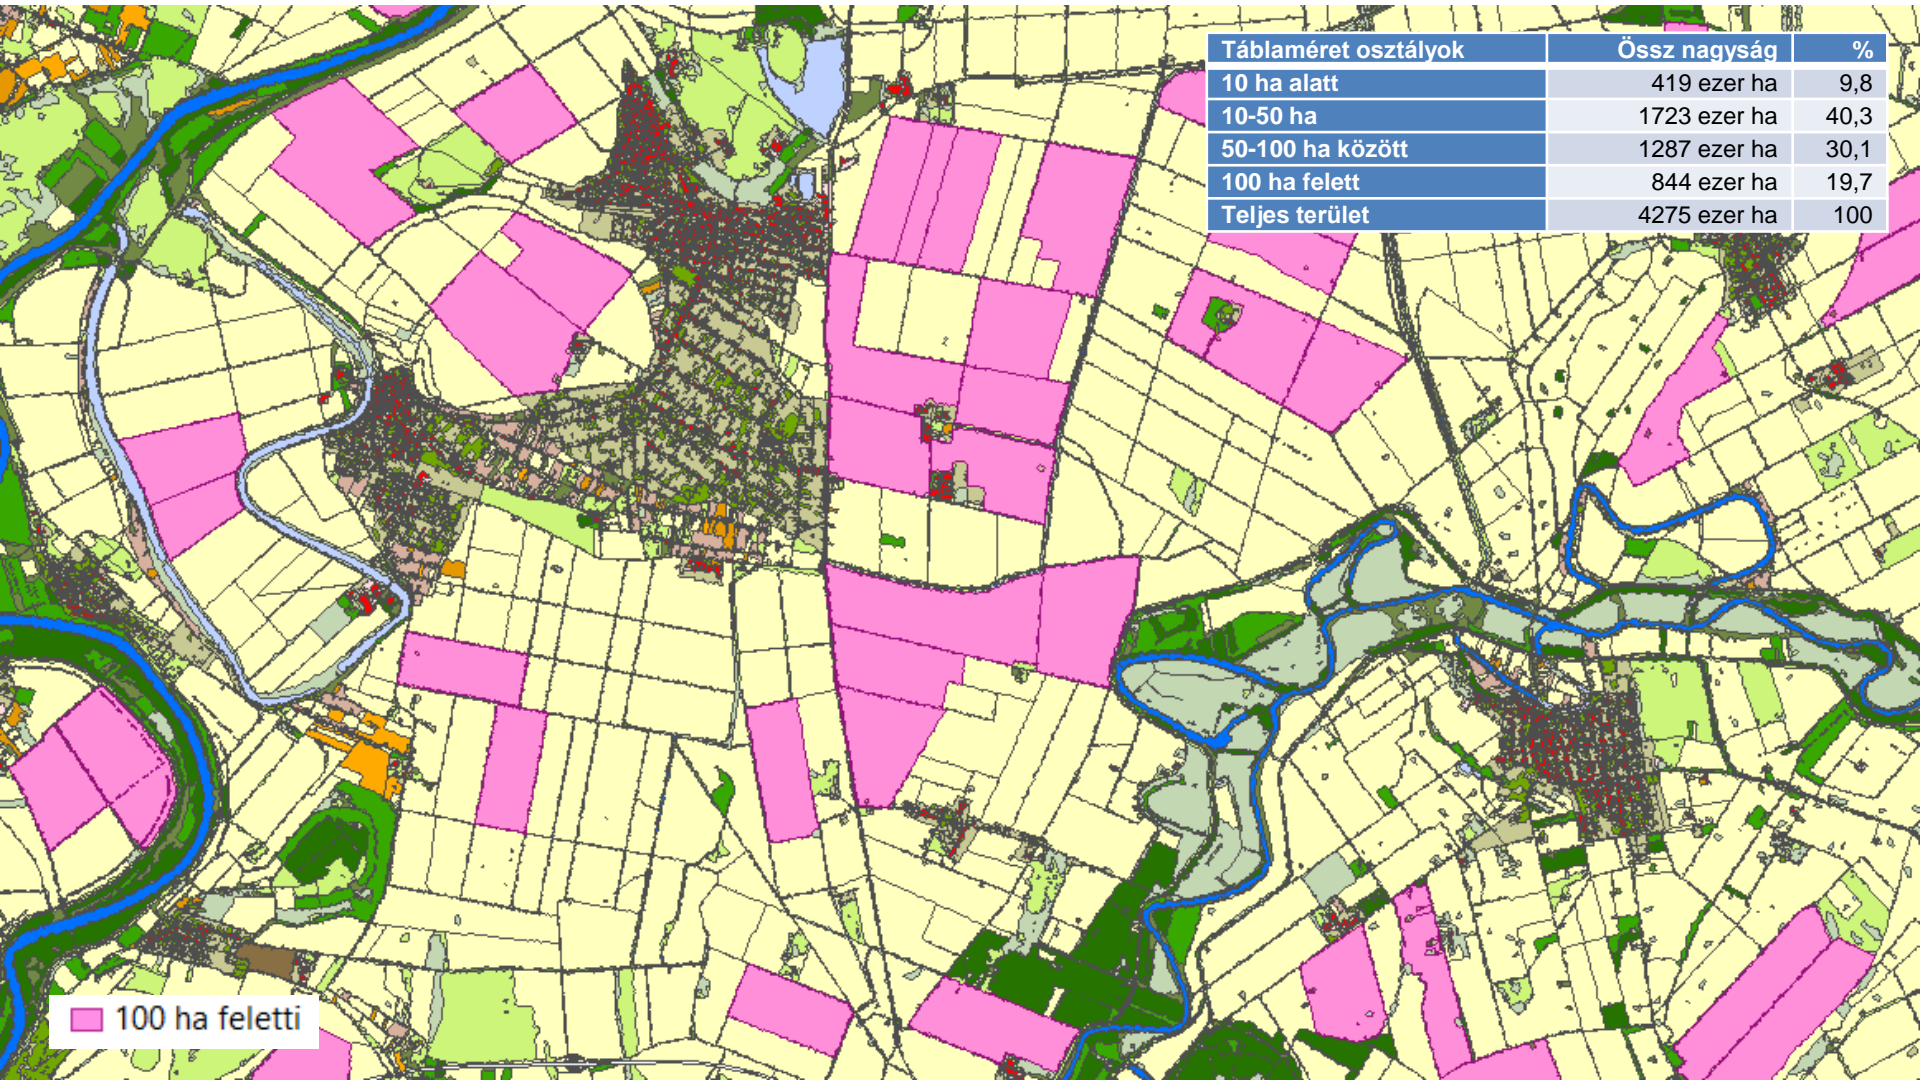 Táblaméret osztályok Össz nagyság %
10 ha alatt 419 ezer ha 9,8
10-50 ha 1723 ezer ha 40,3
50-100 ha között 1287 ezer ha 30,1
100 ha felett 844 ezer ha 19,7
Teljes terület 4275 ezer ha 100
100 ha feletti